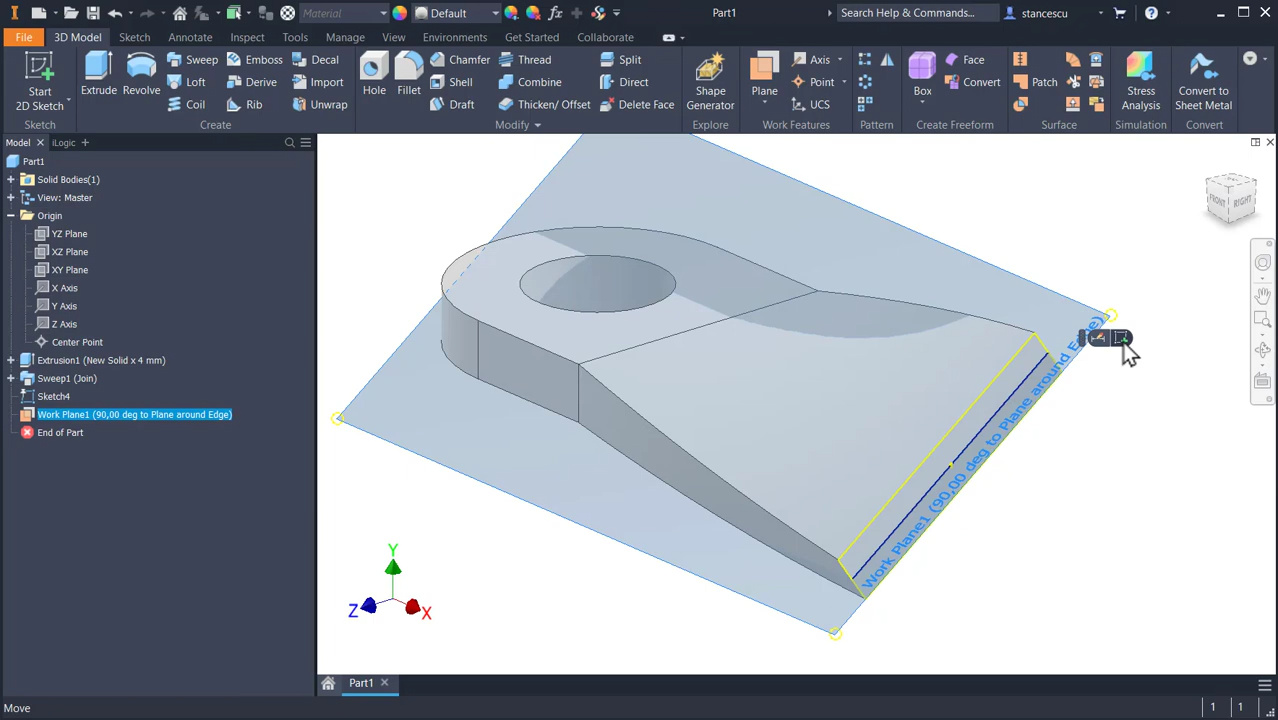 Material
Default
fx
Part1
Search Help & Commands...
stancescu
?
File
3D Model
Sketch
Annotate
Inspect
Tools
Manage
View
Environments
Get Started
Collaborate
Start
2D Sketch
Extrude
Revolve
Sweep
Loft
Coil
Emboss
Derive
Rib
Decal
Import
Unwrap
Hole
Fillet
Chamfer
Shell
Draft
Thread
Combine
Thicken/ Offset
Split
Direct
Delete Face
Shape
Generator
Plane
Axis
Point
UCS
Box
Face
Convert
Patch
Stress
Analysis
Convert to
Sheet Metal
Sketch
Create
Modify
Explore
Work Features
Pattern
Create Freeform
Surface
Simulation
Convert
Model
iLogic
Part1
Solid Bodies(1)
View: Master
Origin
YZ Plane
XZ Plane
XY Plane
X Axis
Y Axis
Z Axis
Center Point
Extrusion1 (New Solid x 4 mm)
Sweep1 (Join)
Sketch4
Work Plane1 (90,00 deg to Plane around Edge)
End of Part
FRONT
RIGHT
Work Plane1 (90,00 deg to Plane around Edge)
Y
Z
X
Part1
Move
1
1